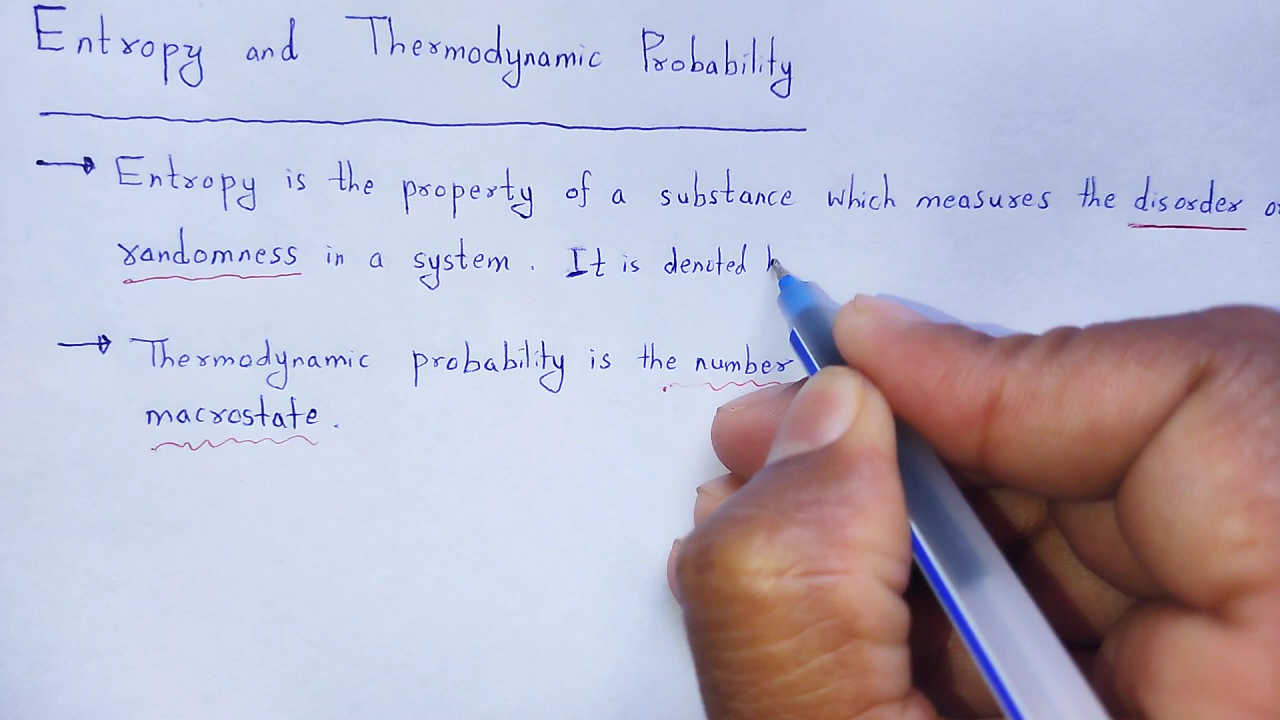 Entropy and Thermodynamic Probability
→ Entropy is the property of a substance which measures the disorder o
randomness in a system. It is denoted
→ Thermodynamic probability is the number
macrostate.